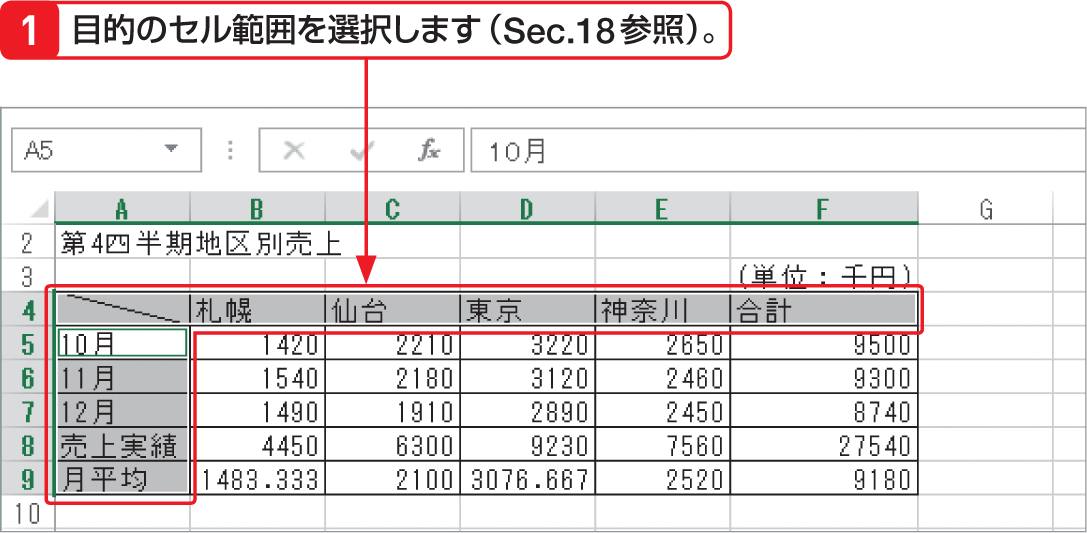 1 目的のセル範囲を選択します（Sec.18参照）。
A5 fx 10月
A B C D E F G
2 第4四半期地区別売上
3 (単位：千円)
4 札幌 仙台 東京 神奈川 合計
5 10月 1420 2210 3220 2650 9500
6 11月 1540 2180 3120 2460 9300
7 12月 1490 1910 2890 2450 8740
8 売上実績 4450 6300 9230 7560 27540
9 月平均 1483.333 2100 3076.667 2520 9180
10